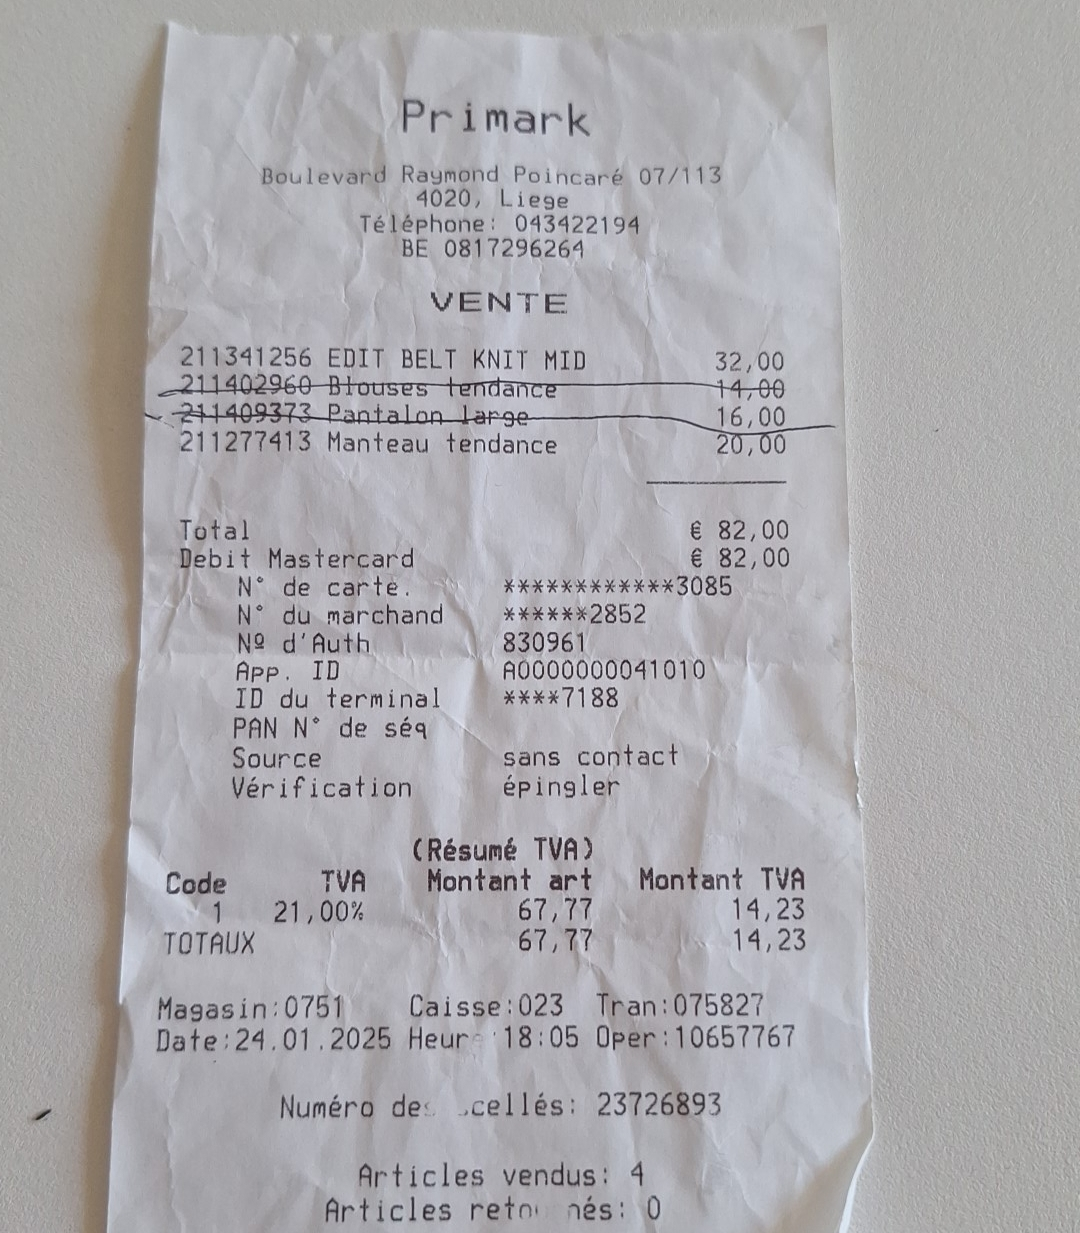 Primark
Boulevard Raymond Poincaré 07/113
4020, Liege
Téléphone: 043422194
BE 0817296264
VENTE
211341256 EDIT BELT KNIT MID 32,00
211402960 Blouses tendance 14,00
211409373 Pantalon large 16,00
211277413 Manteau tendance 20,00
Total € 82,00
Debit Mastercard € 82,00
N° de carte. ************3085
N° du marchand ******2852
Nº d'Auth 830961
App. ID A0000000041010
ID du terminal ****7188
PAN N° de séq
Source sans contact
Vérification épingler
(Résumé TVA)
Code TVA Montant art Montant TVA
1 21,00% 67,77 14,23
TOTAUX 67,77 14,23
Magasin:0751 Caisse:023 Tran:075827
Date:24.01.2025 Heur 18:05 Oper:10657767
Numéro des scellés: 23726893
Articles vendus: 4
Articles retournés: 0